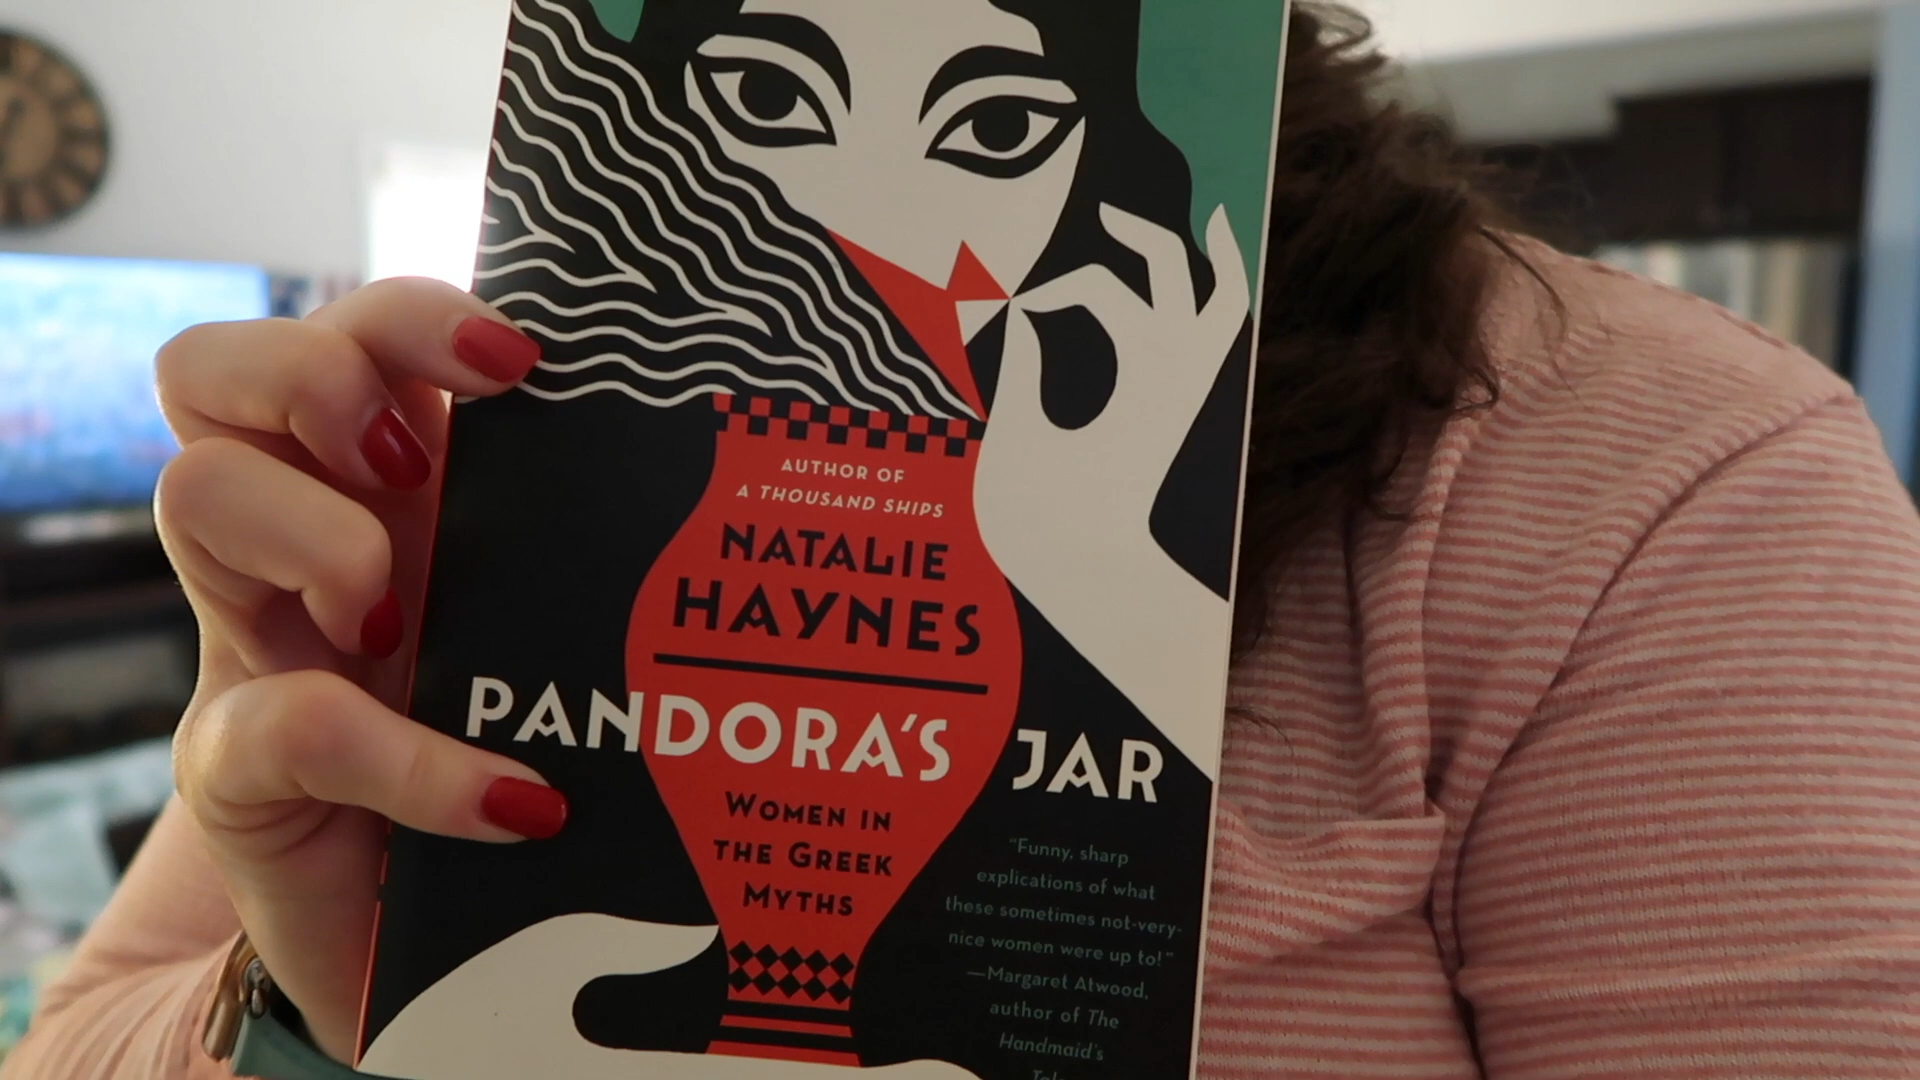 AUTHOR OF
A THOUSAND SHIPS
NATALIE
HAYNES
PANDORA'S JAR
WOMEN IN
THE GREEK
MYTHS
"Funny, sharp
explications of what
these sometimes not-very-
nice women were up to!"
—Margaret Atwood,
author of The
Handmaid's